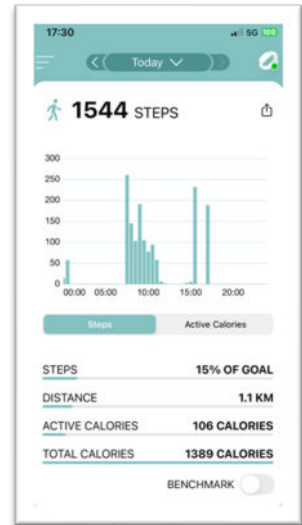 17:30 5G 100
Today
1544 STEPS
300
250
200
150
100
50
0
00:00 05:00 10:00 15:00 20:00
Steps Active Calories
STEPS 15% OF GOAL
DISTANCE 1.1 KM
ACTIVE CALORIES 106 CALORIES
TOTAL CALORIES 1389 CALORIES
BENCHMARK